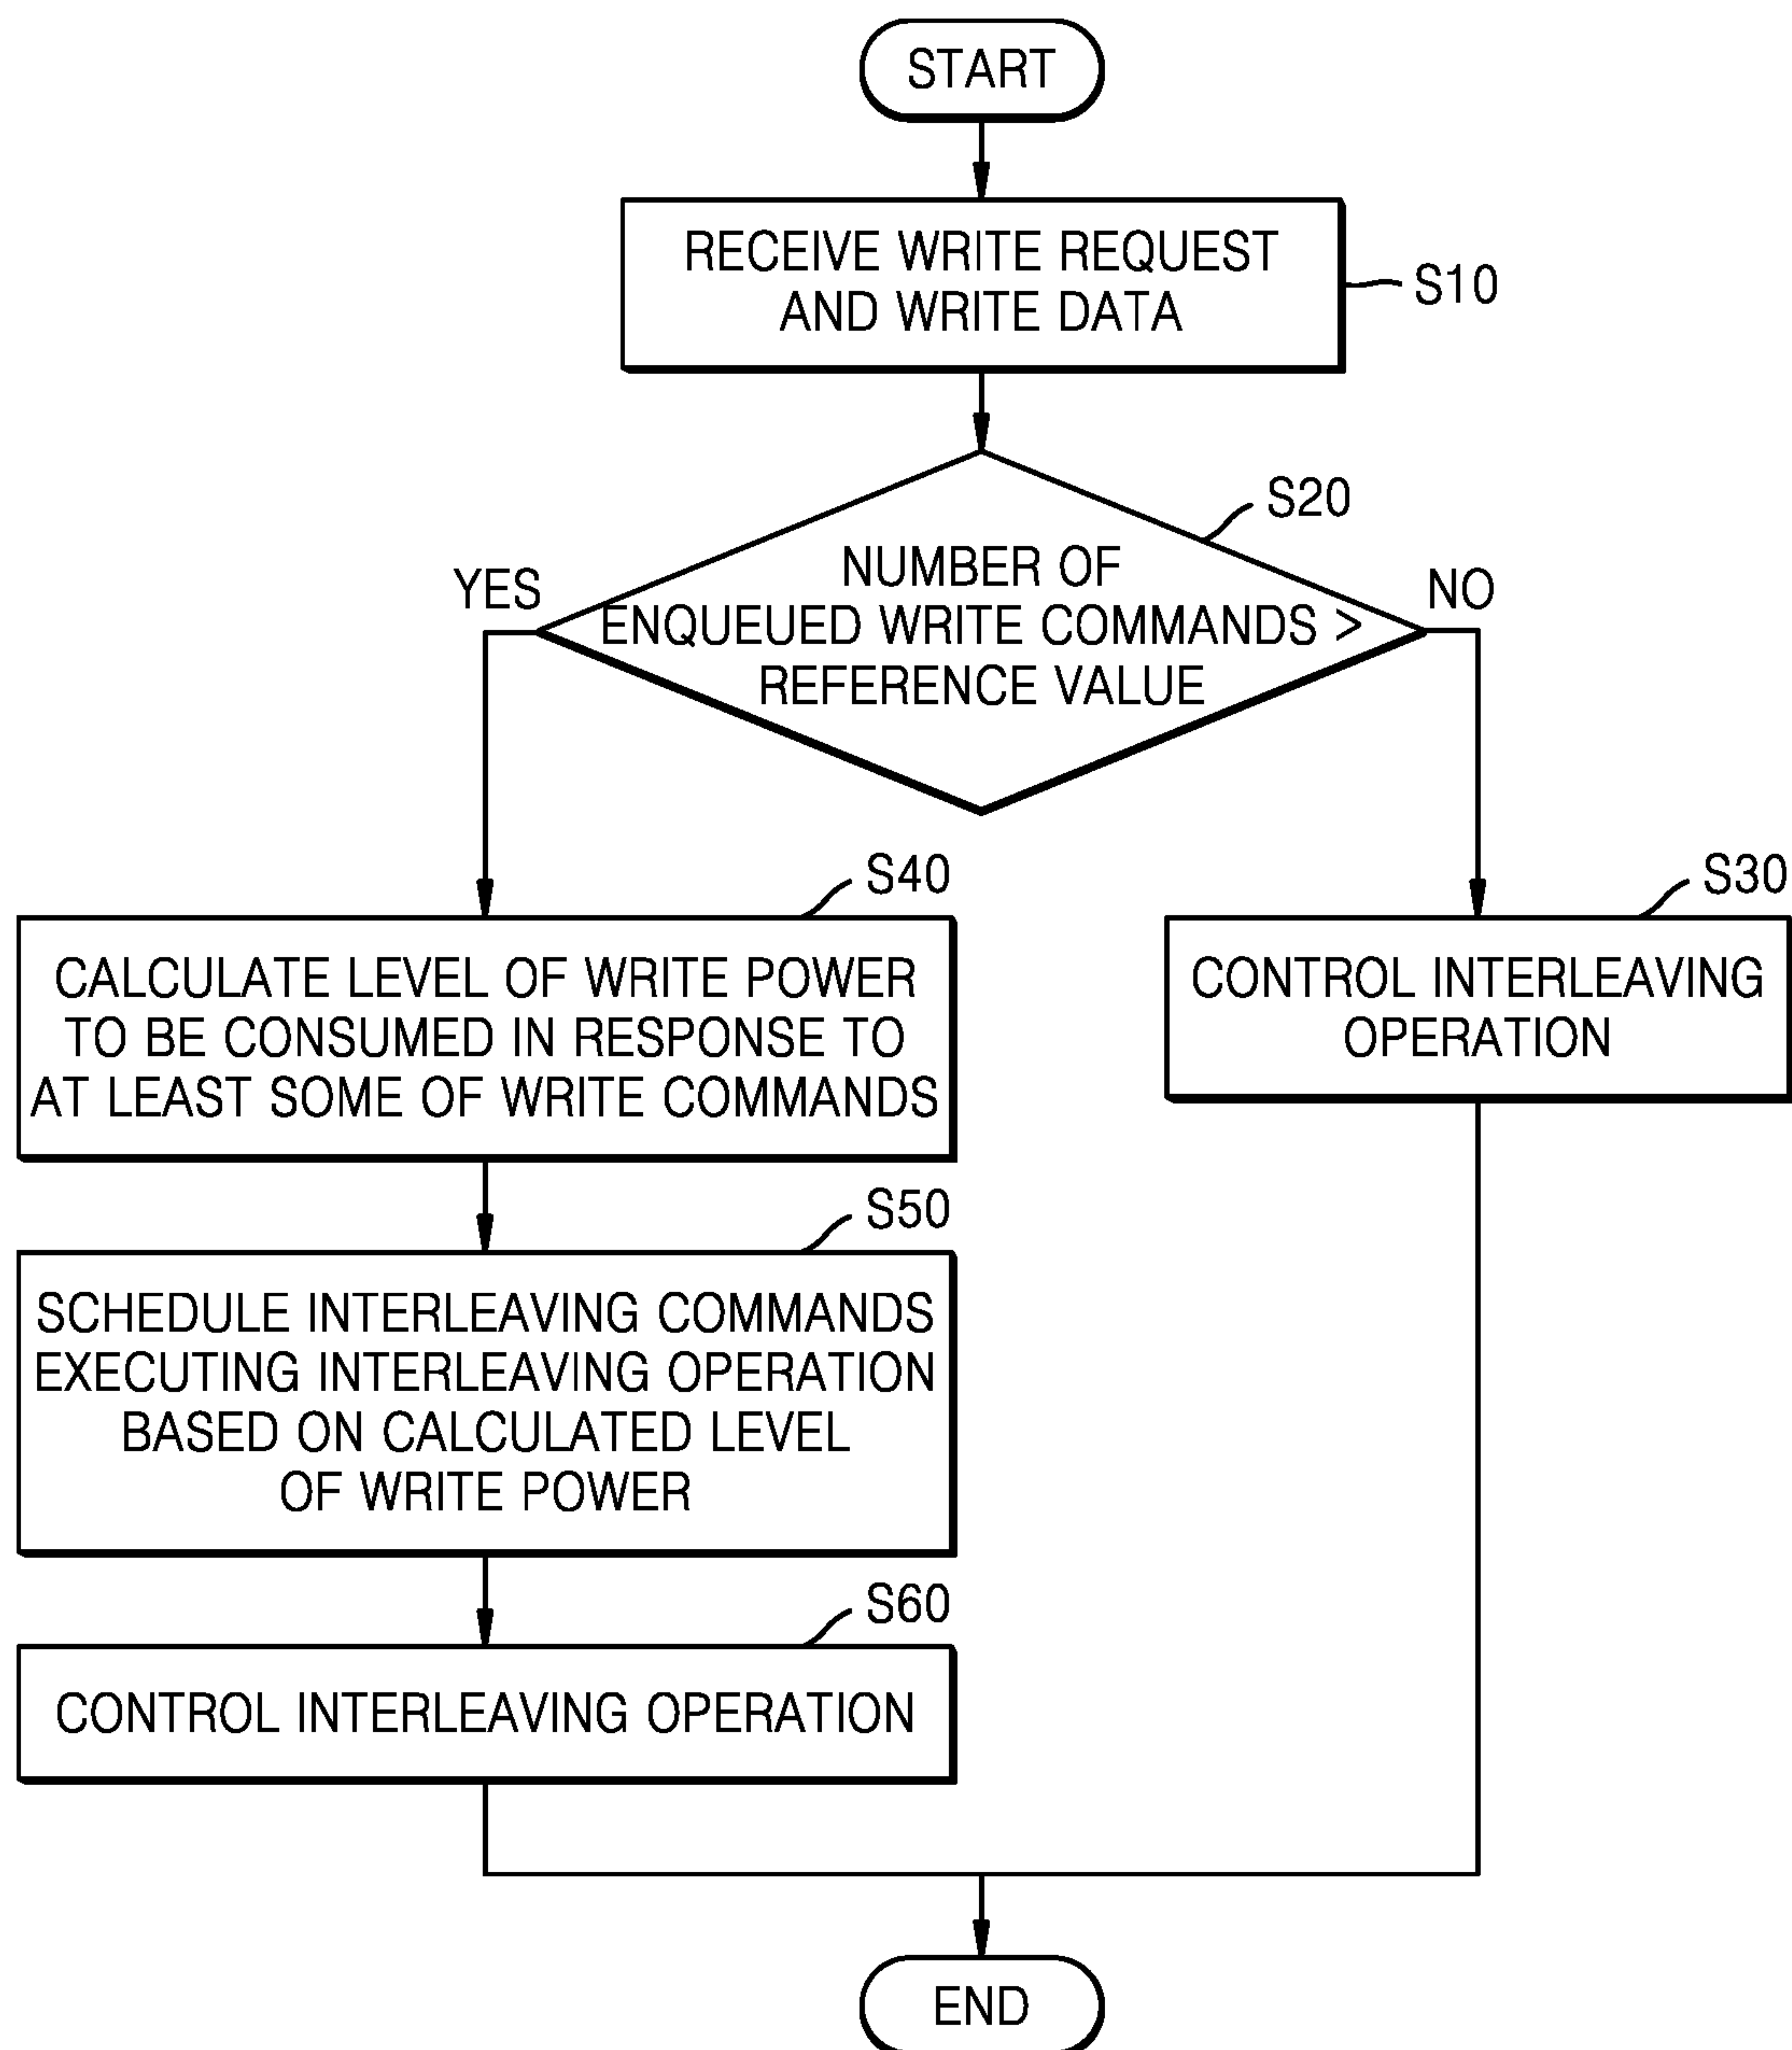 START
RECEIVE WRITE REQUEST
AND WRITE DATA
S10
S20
NUMBER OF
ENQUEUED WRITE COMMANDS >
REFERENCE VALUE
YES
NO
S40
CALCULATE LEVEL OF WRITE POWER
TO BE CONSUMED IN RESPONSE TO
AT LEAST SOME OF WRITE COMMANDS
S30
CONTROL INTERLEAVING
OPERATION
S50
SCHEDULE INTERLEAVING COMMANDS
EXECUTING INTERLEAVING OPERATION
BASED ON CALCULATED LEVEL
OF WRITE POWER
S60
CONTROL INTERLEAVING OPERATION
END